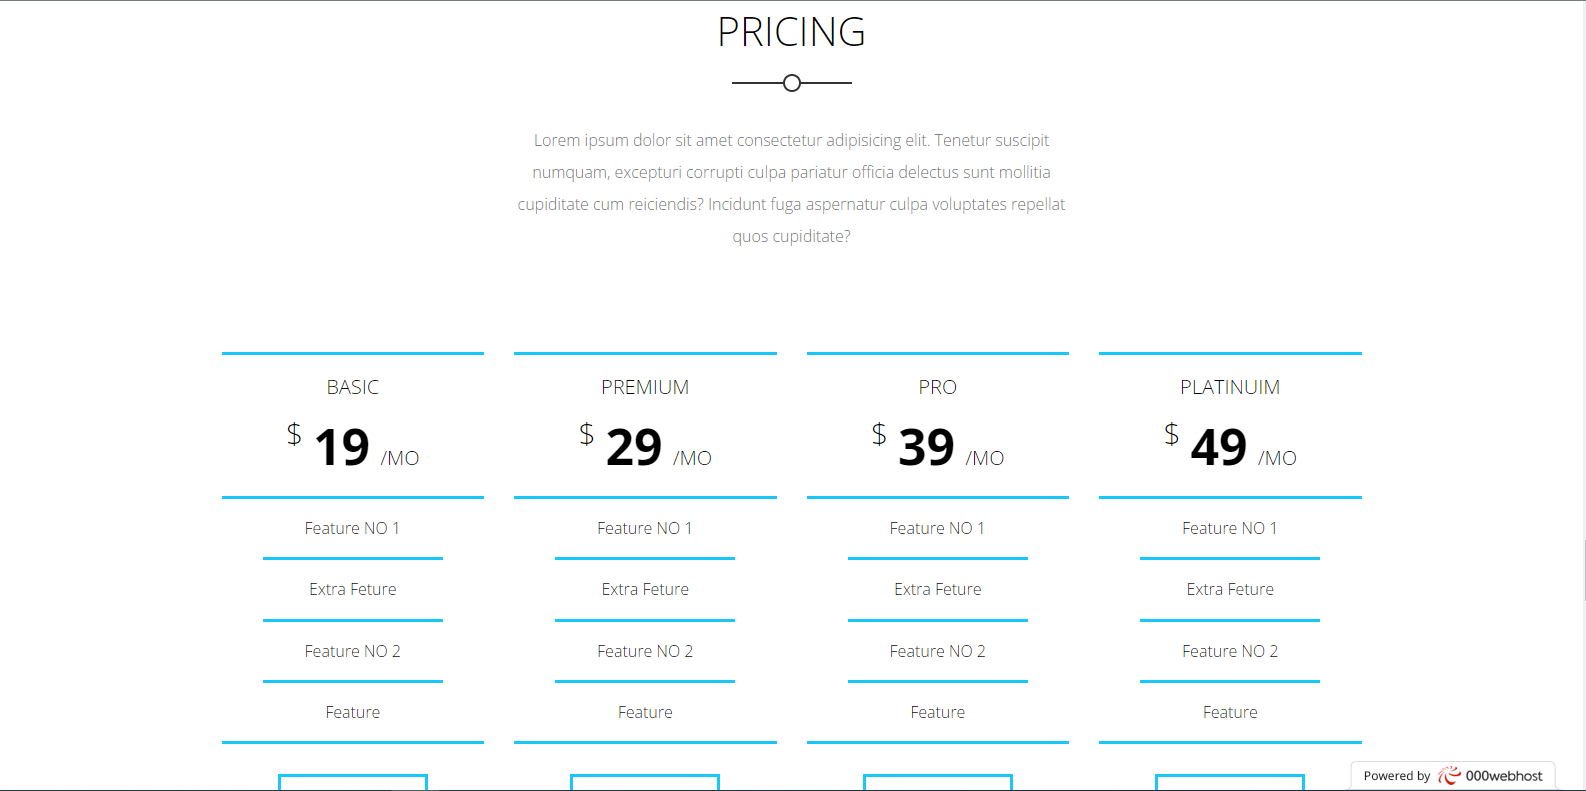 PRICING
Lorem ipsum dolor sit amet consectetur adipisicing elit. Tenetur suscipit
numquam, excepturi corrupti culpa pariatur officia delectus sunt mollitia
cupiditate cum reiciendis? Incidunt fuga aspernatur culpa voluptates repellat
quos cupiditate?
BASIC
$ 19 /MO
Feature NO 1
Extra Feture
Feature NO 2
Feature
PREMIUM
$ 29 /MO
Feature NO 1
Extra Feture
Feature NO 2
Feature
PRO
$ 39 /MO
Feature NO 1
Extra Feture
Feature NO 2
Feature
PLATINUIM
$ 49 /MO
Feature NO 1
Extra Feture
Feature NO 2
Feature
Powered by 000webhost